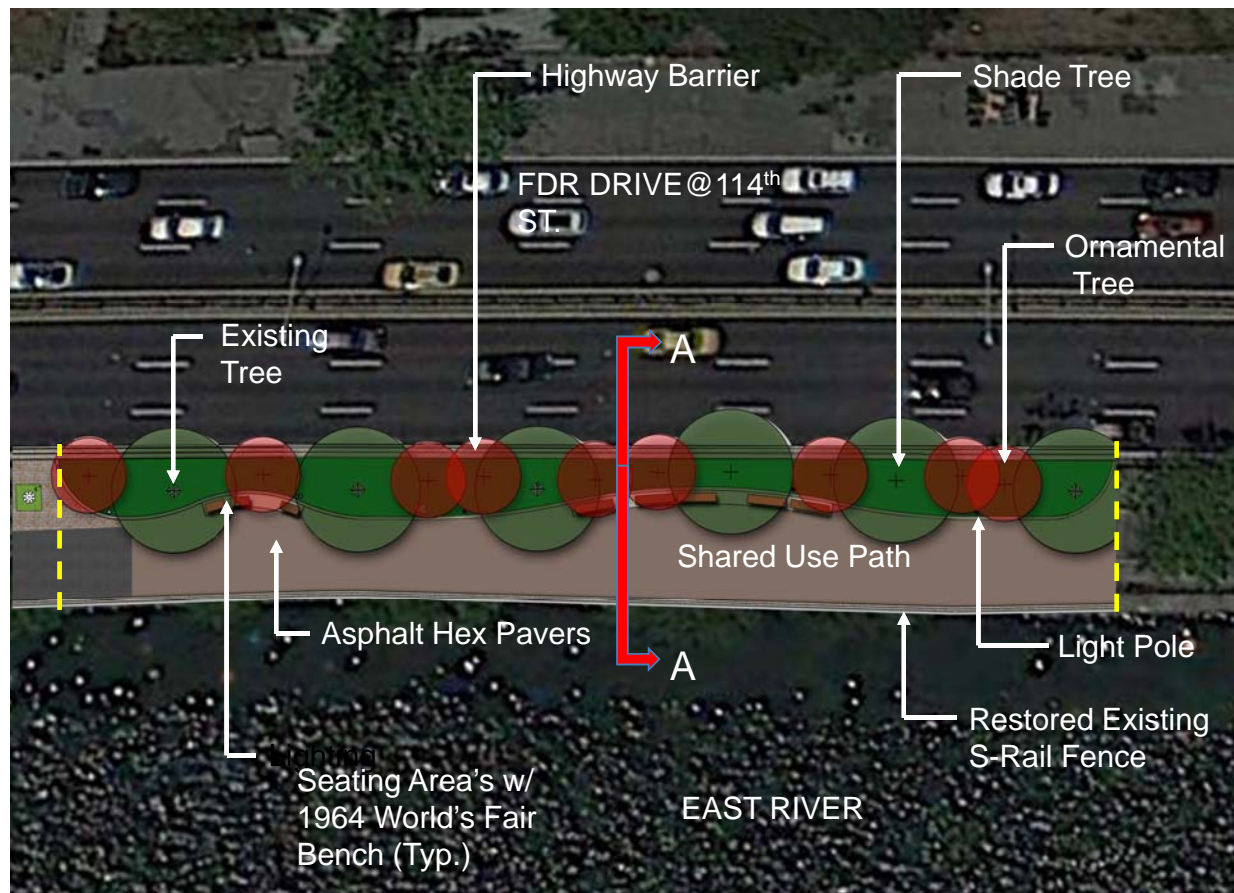 Highway Barrier
Shade Tree
FDR DRIVE@114th
ST.
Ornamental
Tree
Existing
Tree
A
Shared Use Path
Asphalt Hex Pavers
A
Light Pole
Restored Existing
S-Rail Fence
Lighting
Seating Area's w/
1964 World's Fair
Bench (Typ.)
EAST RIVER